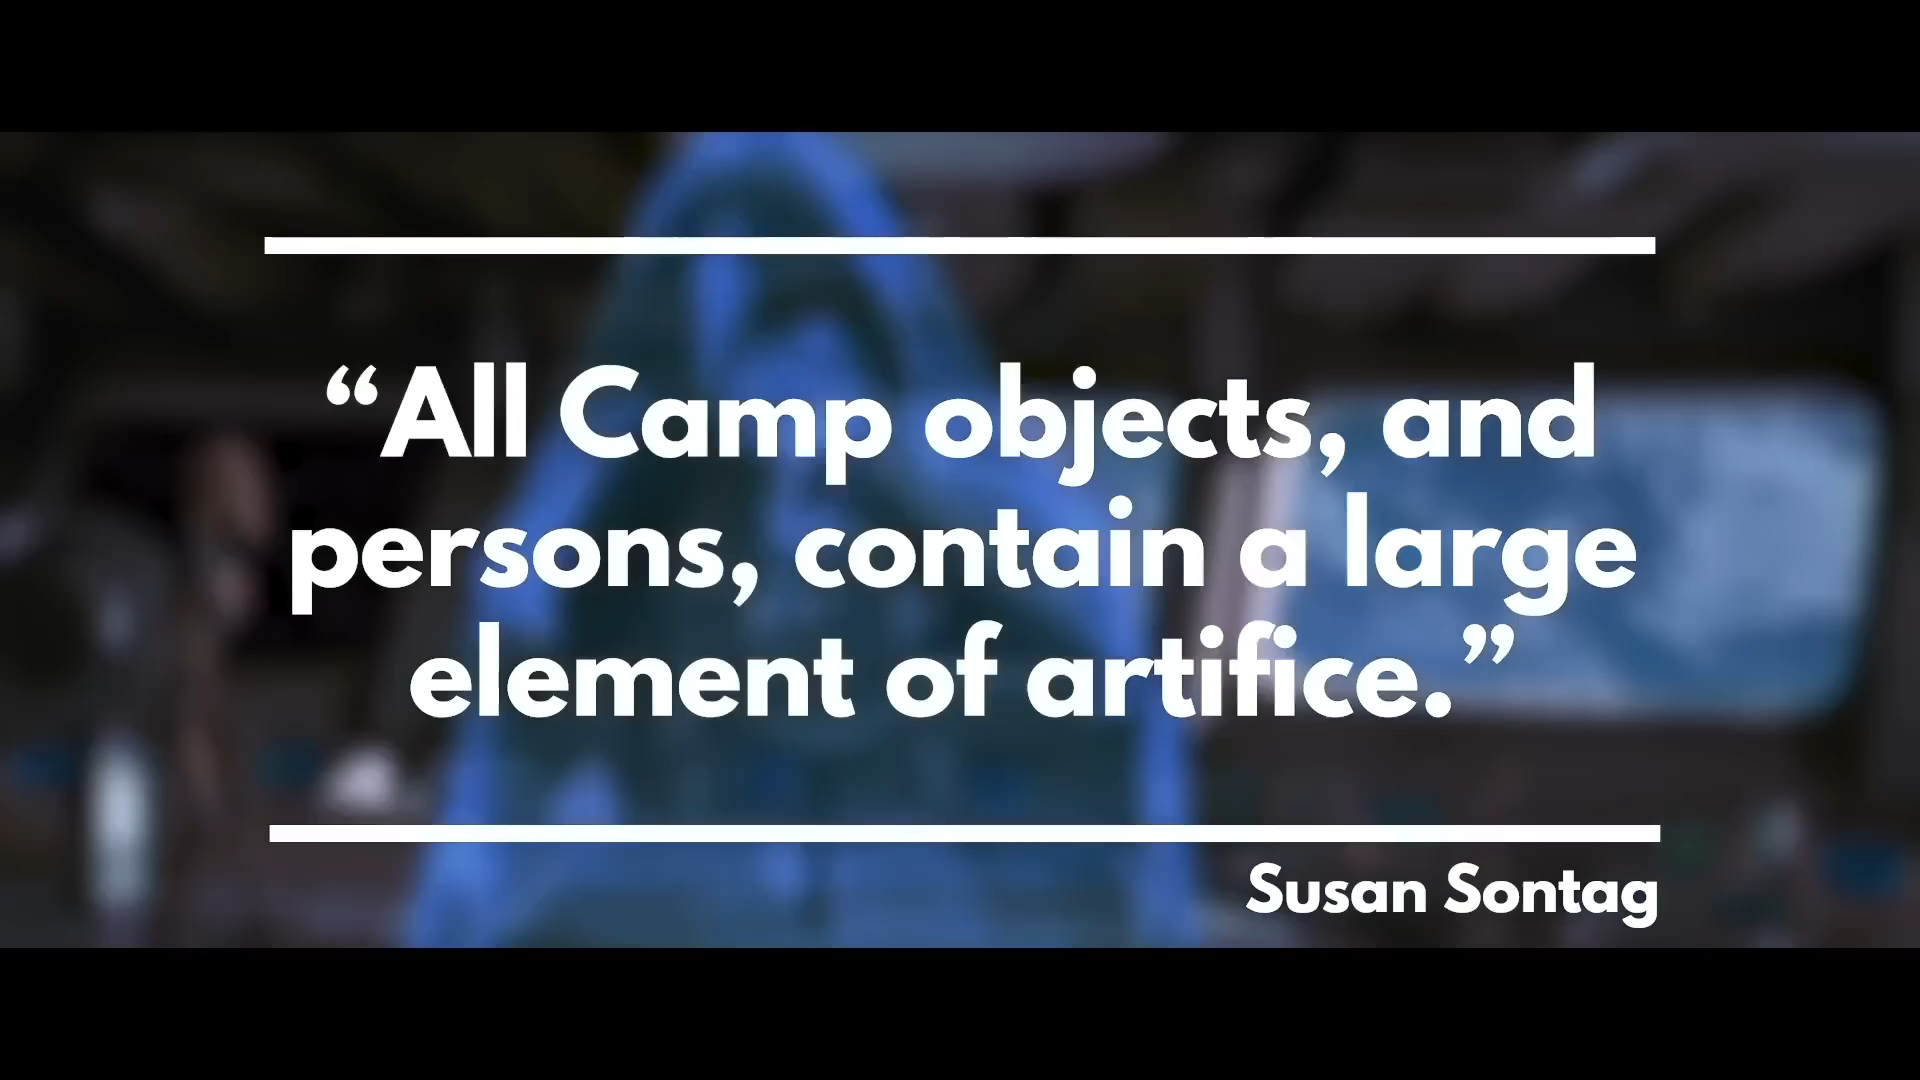 “All Camp objects, and
persons, contain a large
element of artifice.”
Susan Sontag